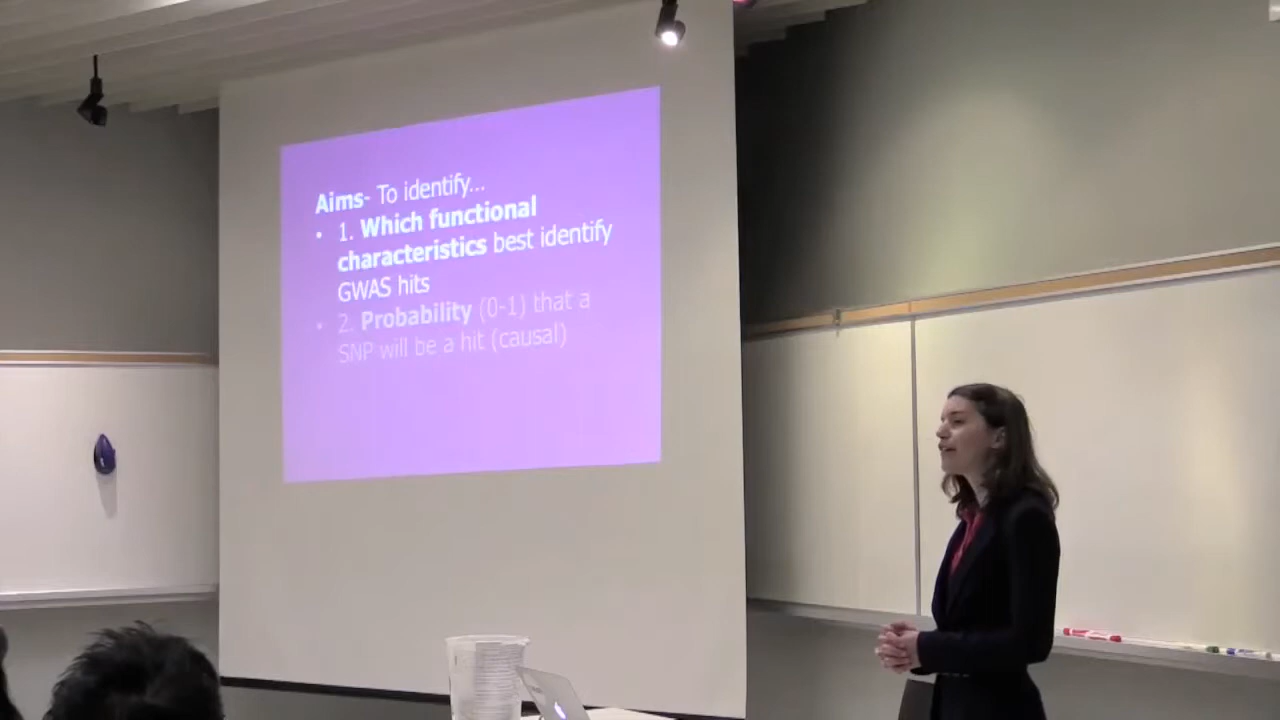 Aims- To identify...
• 1. Which functional
characteristics best identify
GWAS hits
• 2. Probability (0-1) that a
SNP will be a hit (causal)